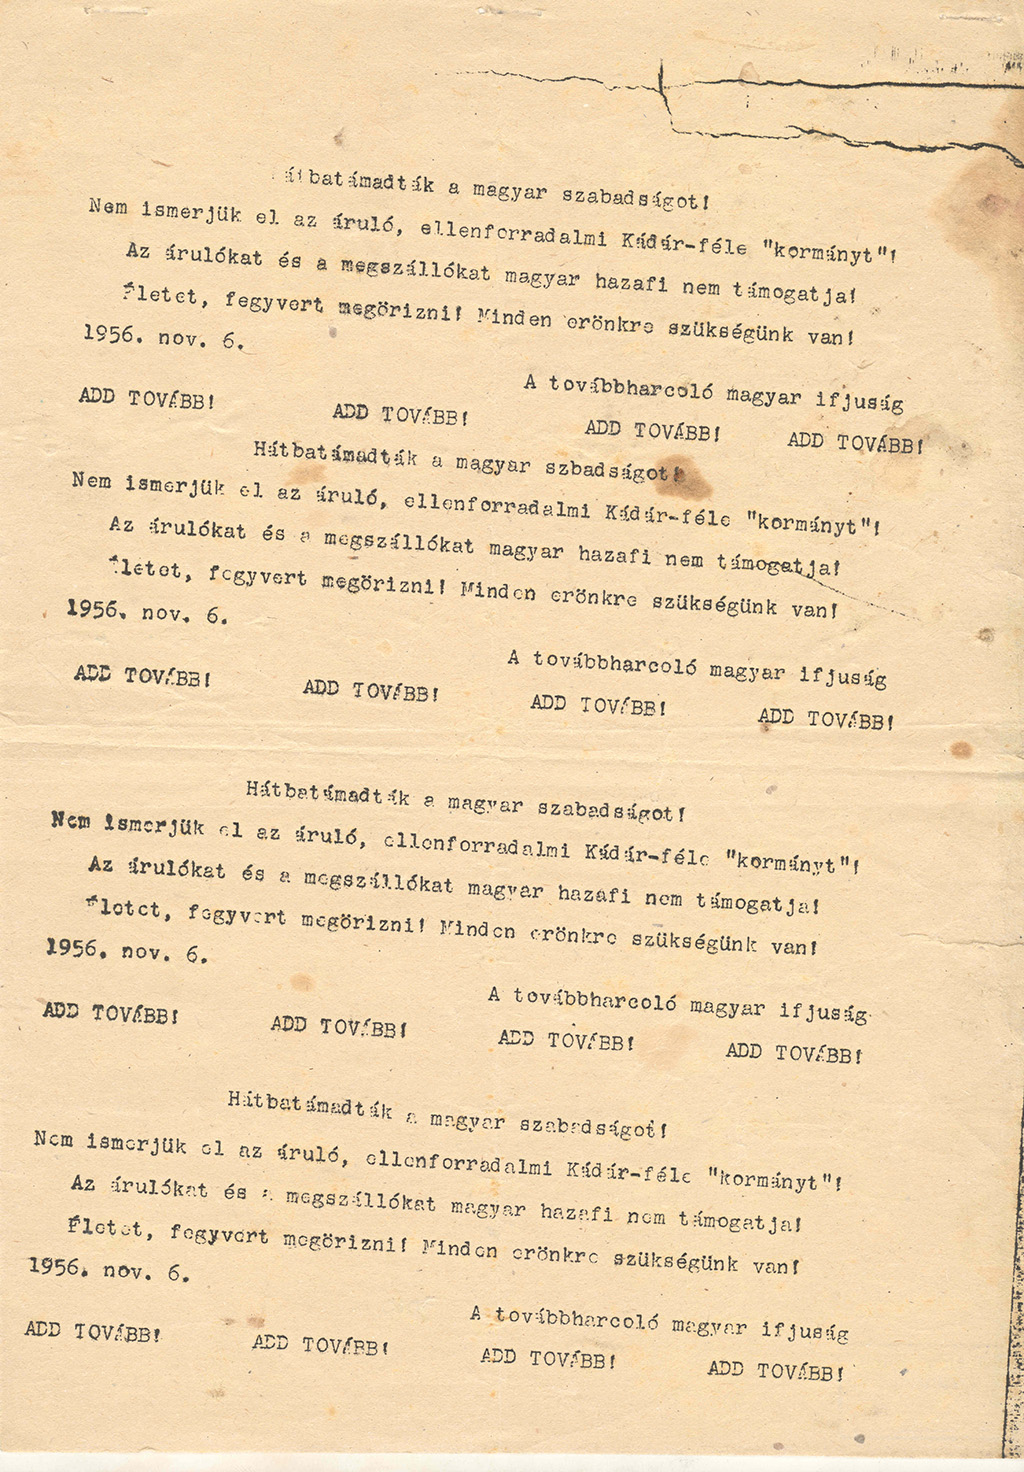 Hátbatámadták a magyar szabadságot!
Nem ismerjük el az áruló, ellenforradalmi Kádár-féle "kormányt"!
Az árulókat és a megszállókat magyar hazafi nem támogatja!
Életet, fegyvert megörizni! Minden erönkre szükségünk van!
1956. nov. 6.
A továbbharcoló magyar ifjuság
ADD TOVÁBB! ADD TOVÁBB! ADD TOVÁBB! ADD TOVÁBB!
Hátbatámadták a magyar szbadságot!
Nem ismerjük el az áruló, ellenforradalmi Kádár-féle "kormányt"!
Az árulókat és a megszállókat magyar hazafi nem támogatja!
Életet, fegyvert megörizni! Minden erönkre szükségünk van!
1956. nov. 6.
A továbbharcoló magyar ifjuság
ADD TOVÁBB! ADD TOVÁBB! ADD TOVÁBB! ADD TOVÁBB!
Hátbatámadták a magyar szabadságot!
Nem ismerjük el az áruló, ellenforradalmi Kádár-féle "kormányt"!
Az árulókat és a megszállókat magyar hazafi nem támogatja!
Életet, fegyvert megörizni! Minden erönkre szükségünk van!
1956. nov. 6.
A továbbharcoló magyar ifjuság
ADD TOVÁBB! ADD TOVÁBB! ADD TOVÁBB! ADD TOVÁBB!
Hátbatámadták a magyar szabadságot!
Nem ismerjük el az áruló, ellenforradalmi Kádár-féle "kormányt"!
Az árulókat és a megszállókat magyar hazafi nem támogatja!
Életet, fegyvert megörizni! Minden erönkre szükségünk van!
1956. nov. 6.
A továbbharcoló magyar ifjuság
ADD TOVÁBB! ADD TOVÁBB! ADD TOVÁBB! ADD TOVÁBB!